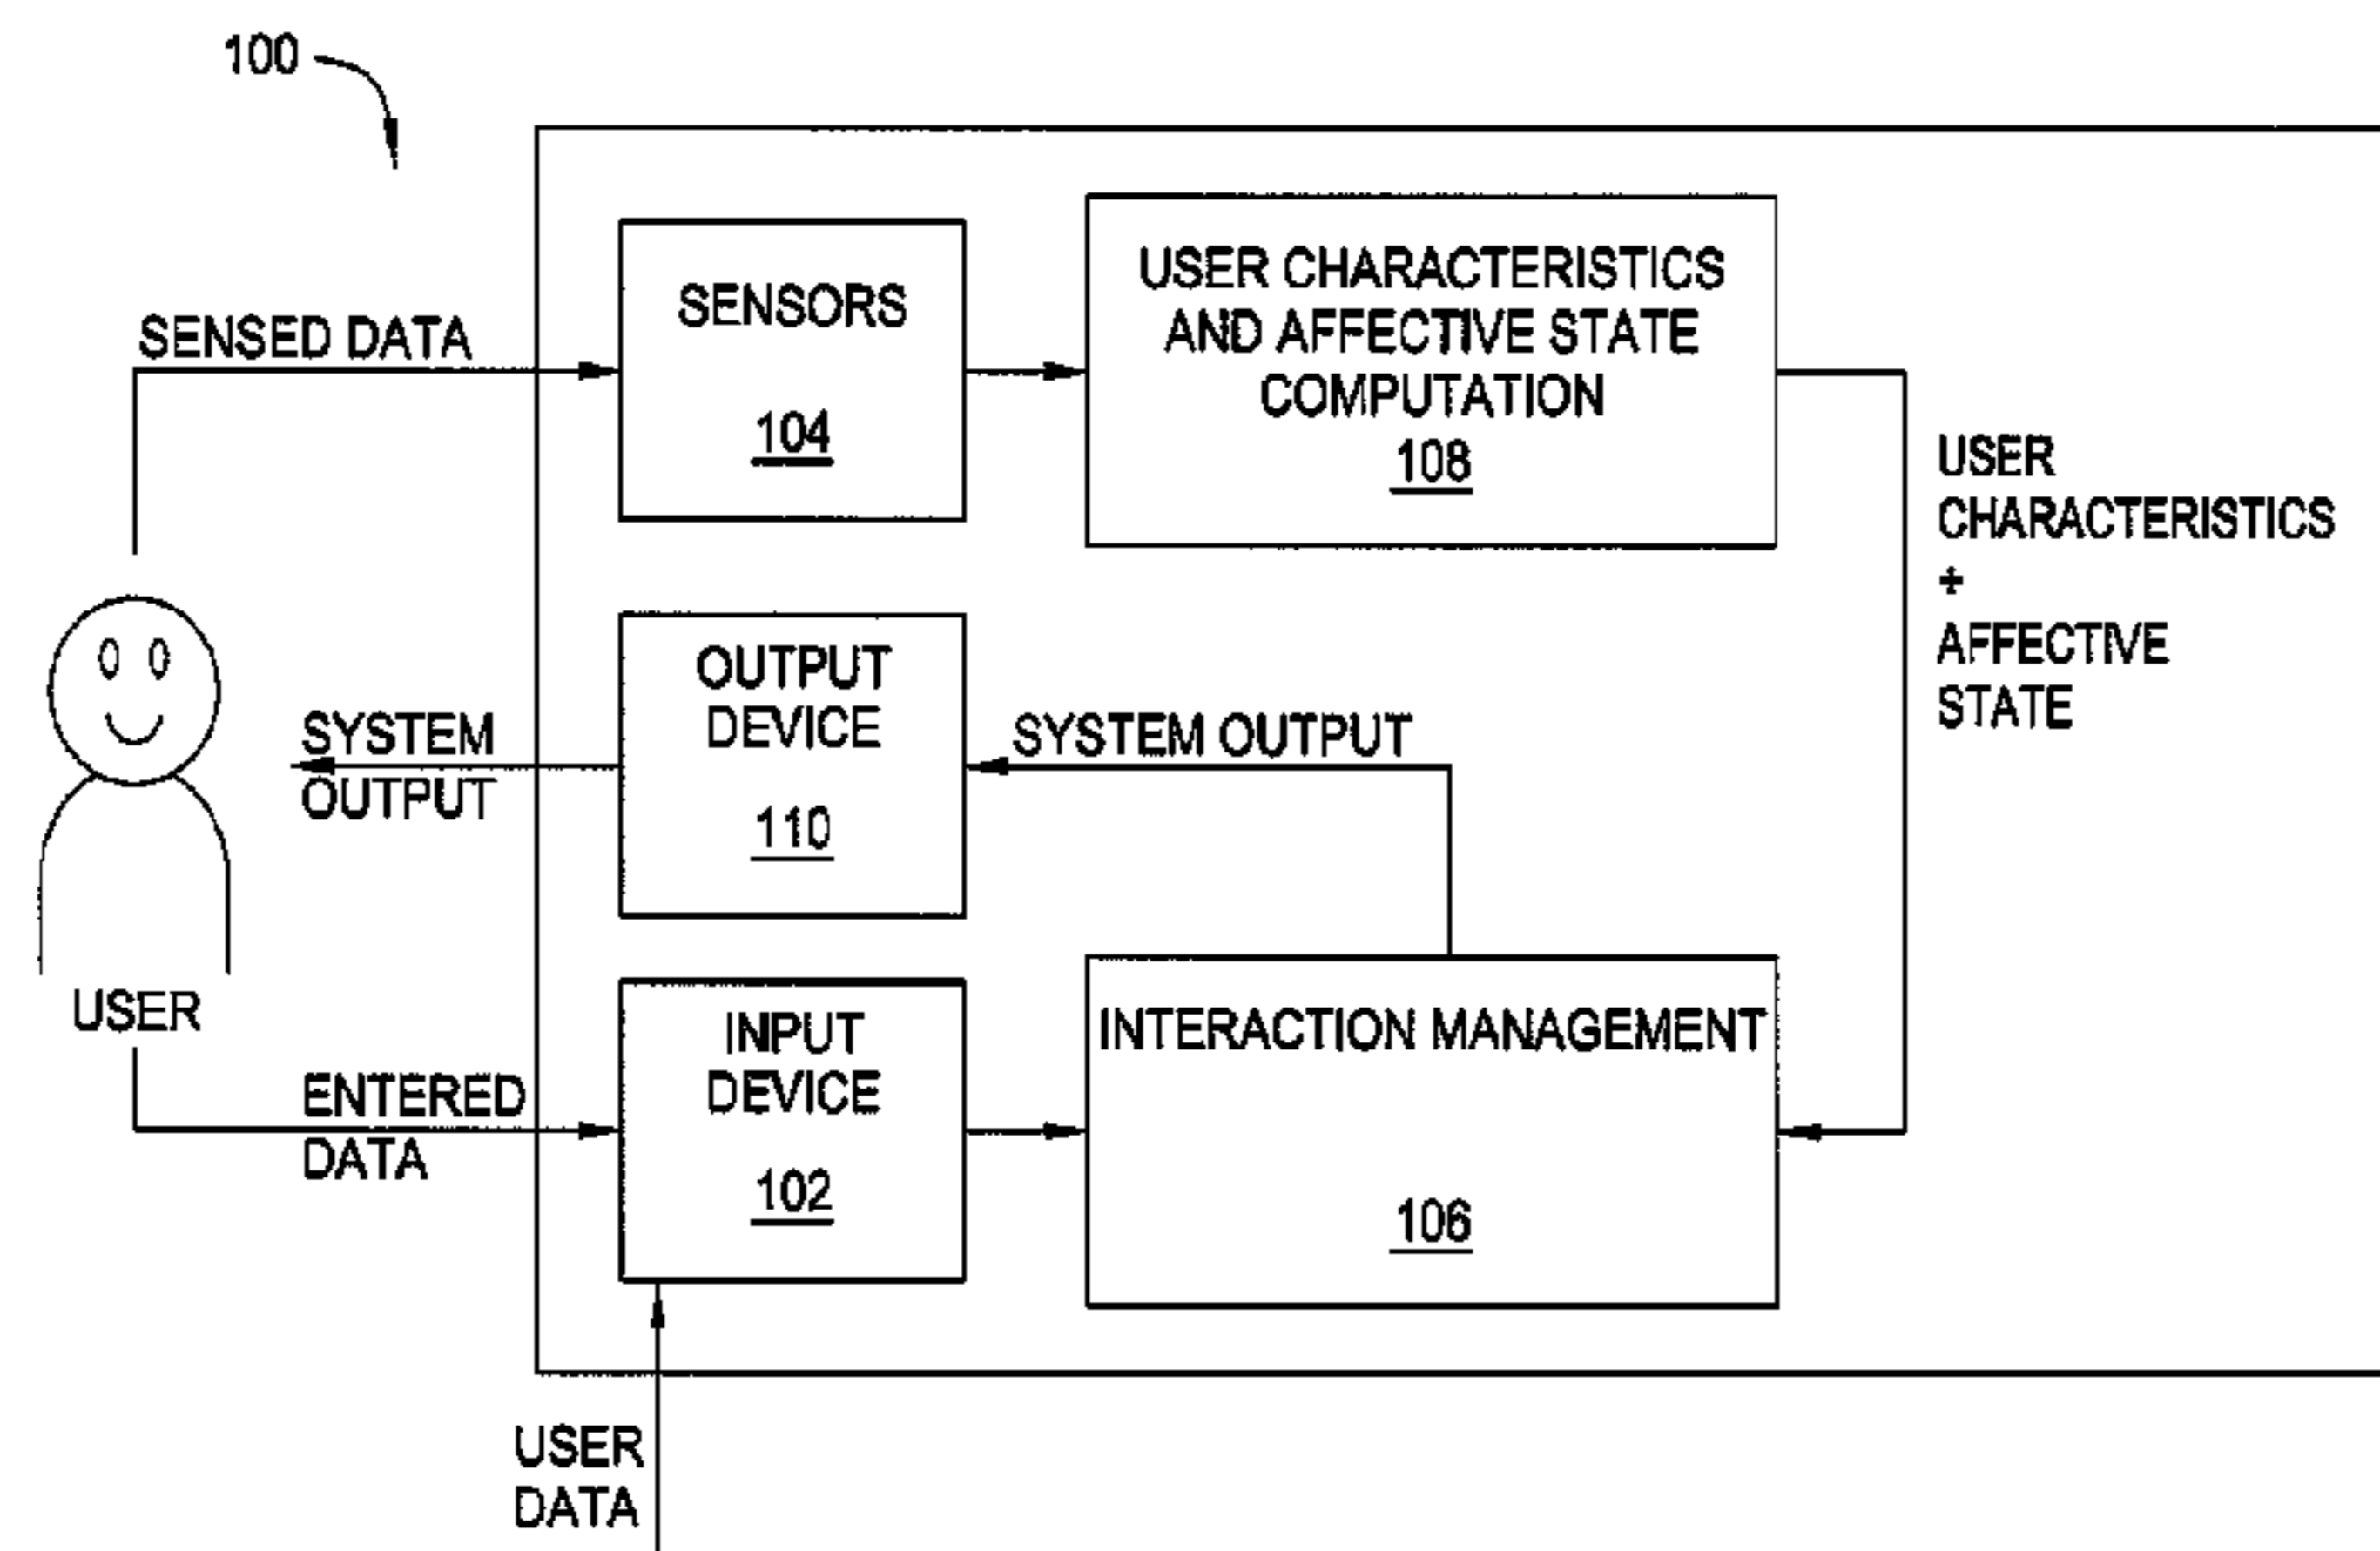 100
SENSED DATA
SENSORS
104
USER CHARACTERISTICS
AND AFFECTIVE STATE
COMPUTATION
108
USER
CHARACTERISTICS
+
AFFECTIVE
STATE
OUTPUT
DEVICE
110
SYSTEM
OUTPUT
SYSTEM OUTPUT
USER
ENTERED
DATA
INPUT
DEVICE
102
INTERACTION MANAGEMENT
106
USER
DATA